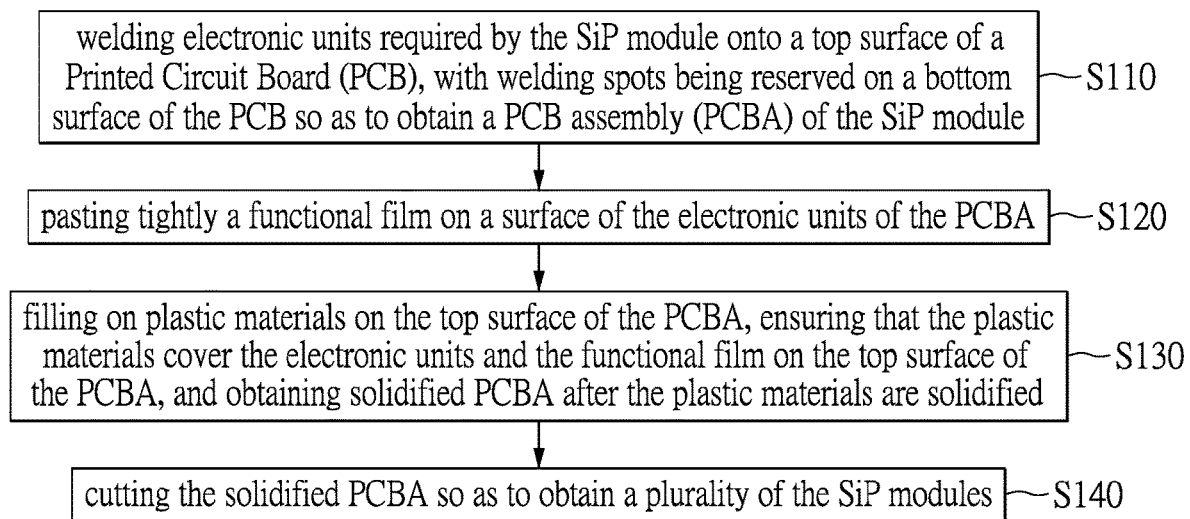 welding electronic units required by the SiP module onto a top surface of a
Printed Circuit Board (PCB), with welding spots being reserved on a bottom
surface of the PCB so as to obtain a PCB assembly (PCBA) of the SiP module
S110
pasting tightly a functional film on a surface of the electronic units of the PCBA
S120
filling on plastic materials on the top surface of the PCBA, ensuring that the plastic
materials cover the electronic units and the functional film on the top surface of
the PCBA, and obtaining solidified PCBA after the plastic materials are solidified
S130
cutting the solidified PCBA so as to obtain a plurality of the SiP modules
S140